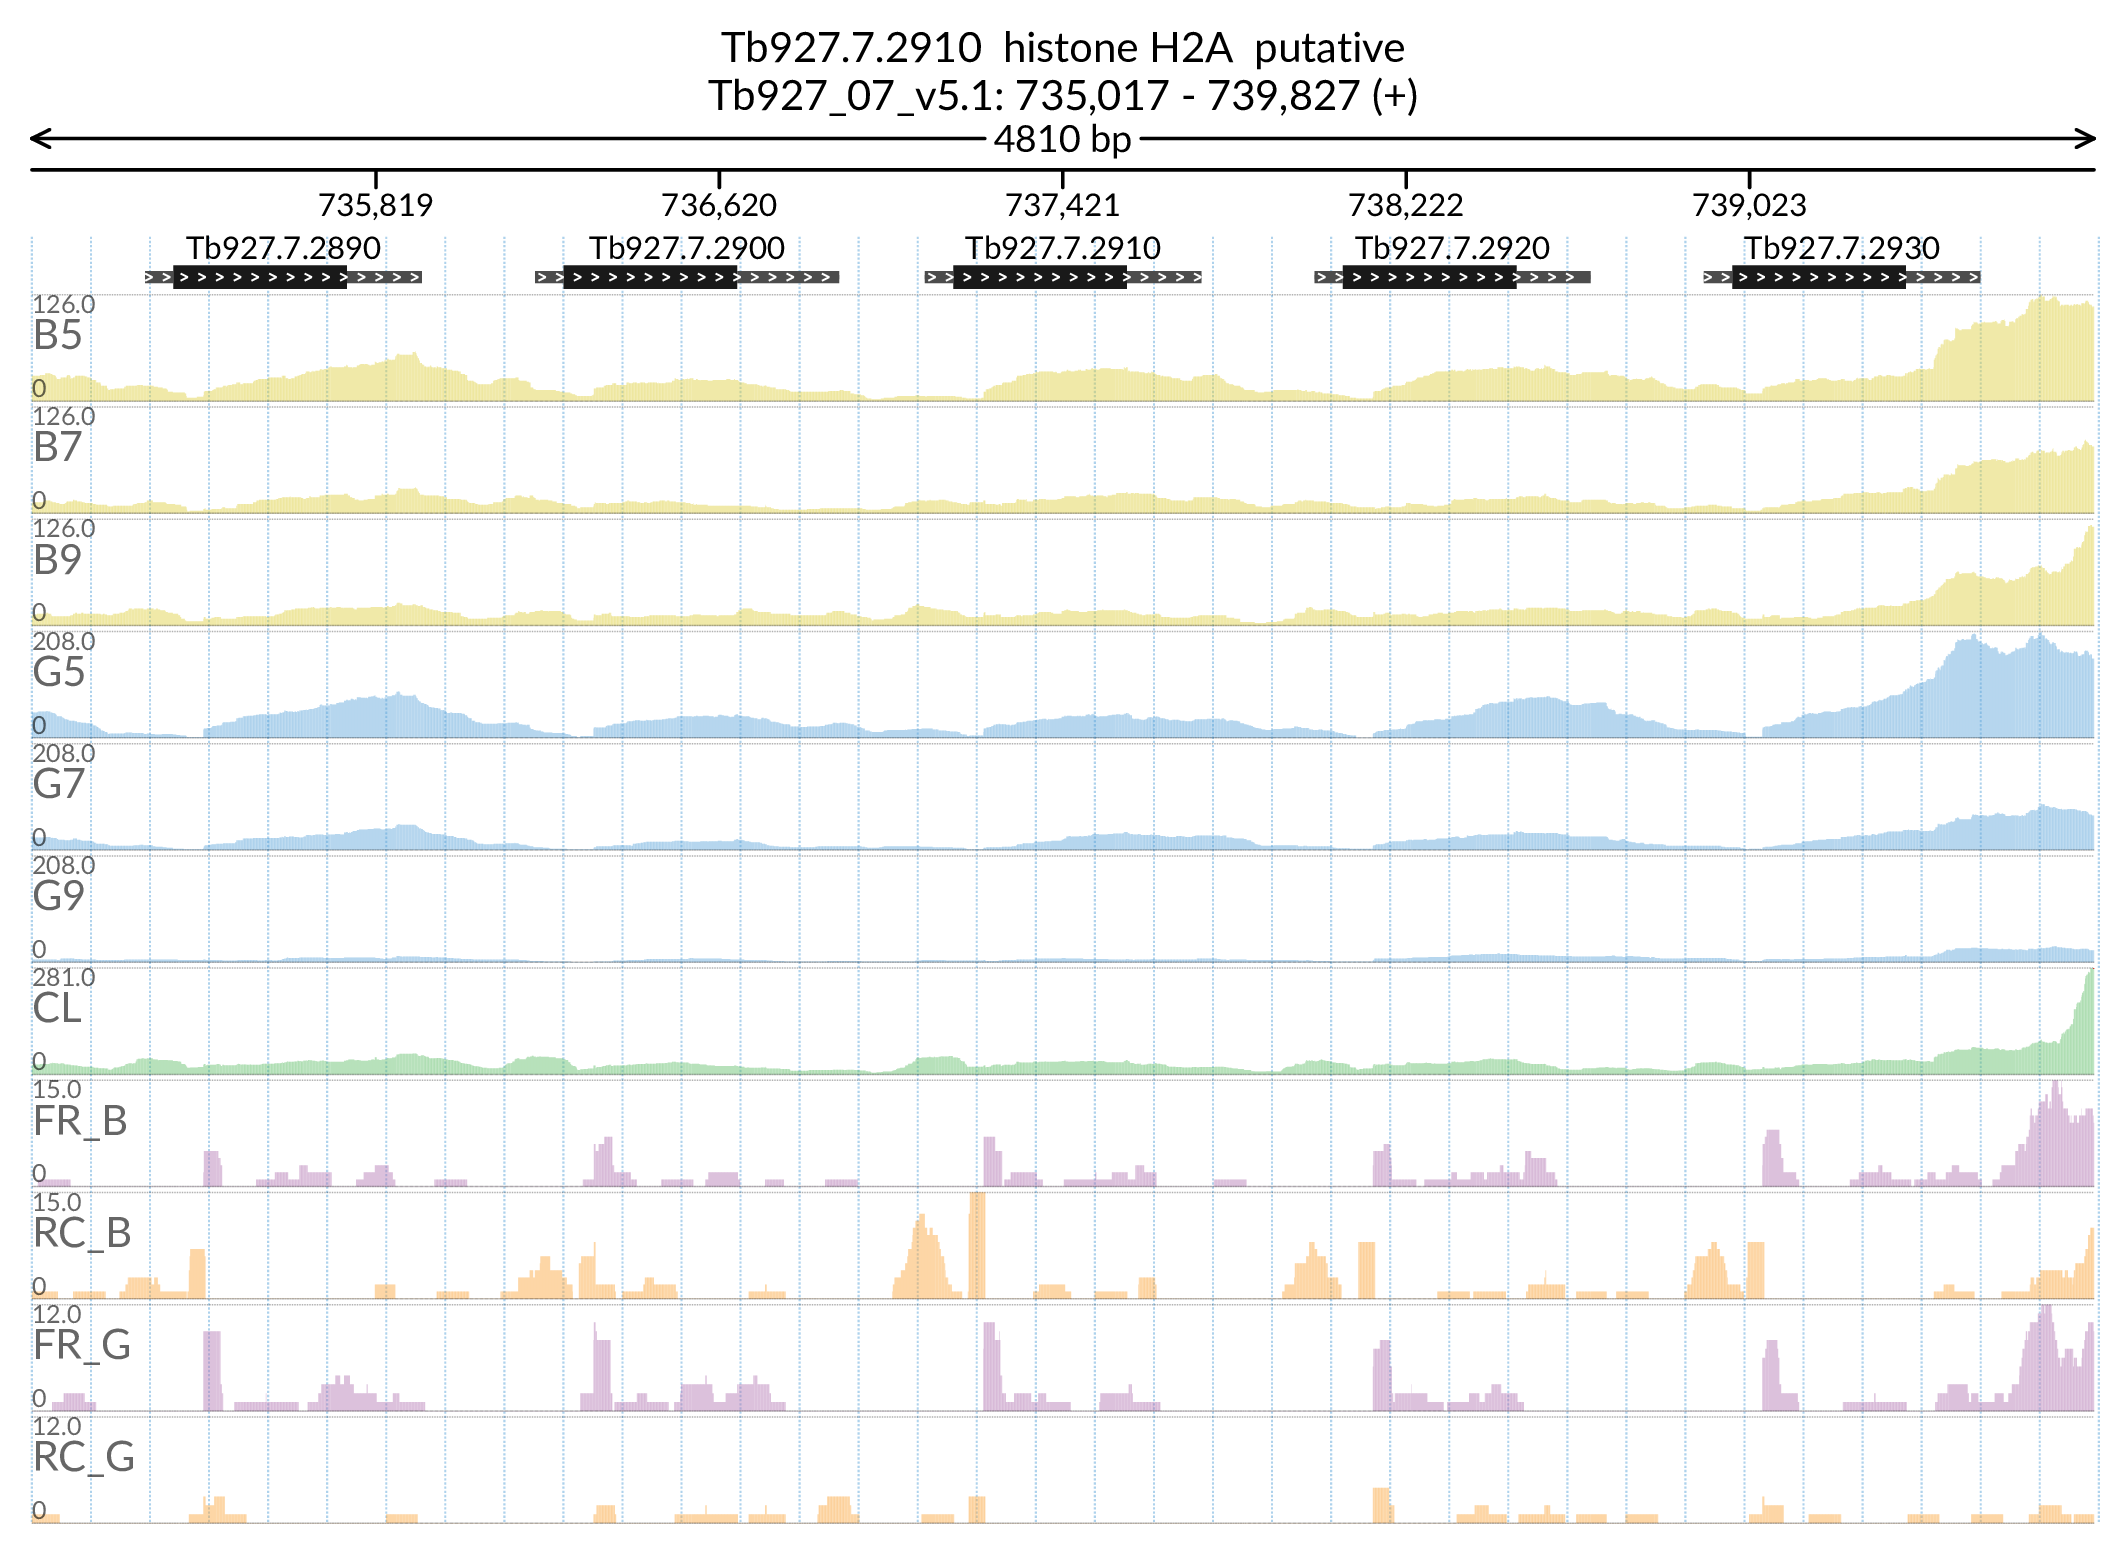 Tb927.7.2910 histone H2A putative
Tb927_07_v5.1: 735,017 - 739,827 (+)
4810 bp
735,819 736,620 737,421 738,222 739,023
Tb927.7.2890 Tb927.7.2900 Tb927.7.2910 Tb927.7.2920 Tb927.7.2930
126.0
B5
0
126.0
B7
0
126.0
B9
0
208.0
G5
0
208.0
G7
0
208.0
G9
0
281.0
CL
0
15.0
FR_B
0
15.0
RC_B
0
12.0
FR_G
0
12.0
RC_G
0